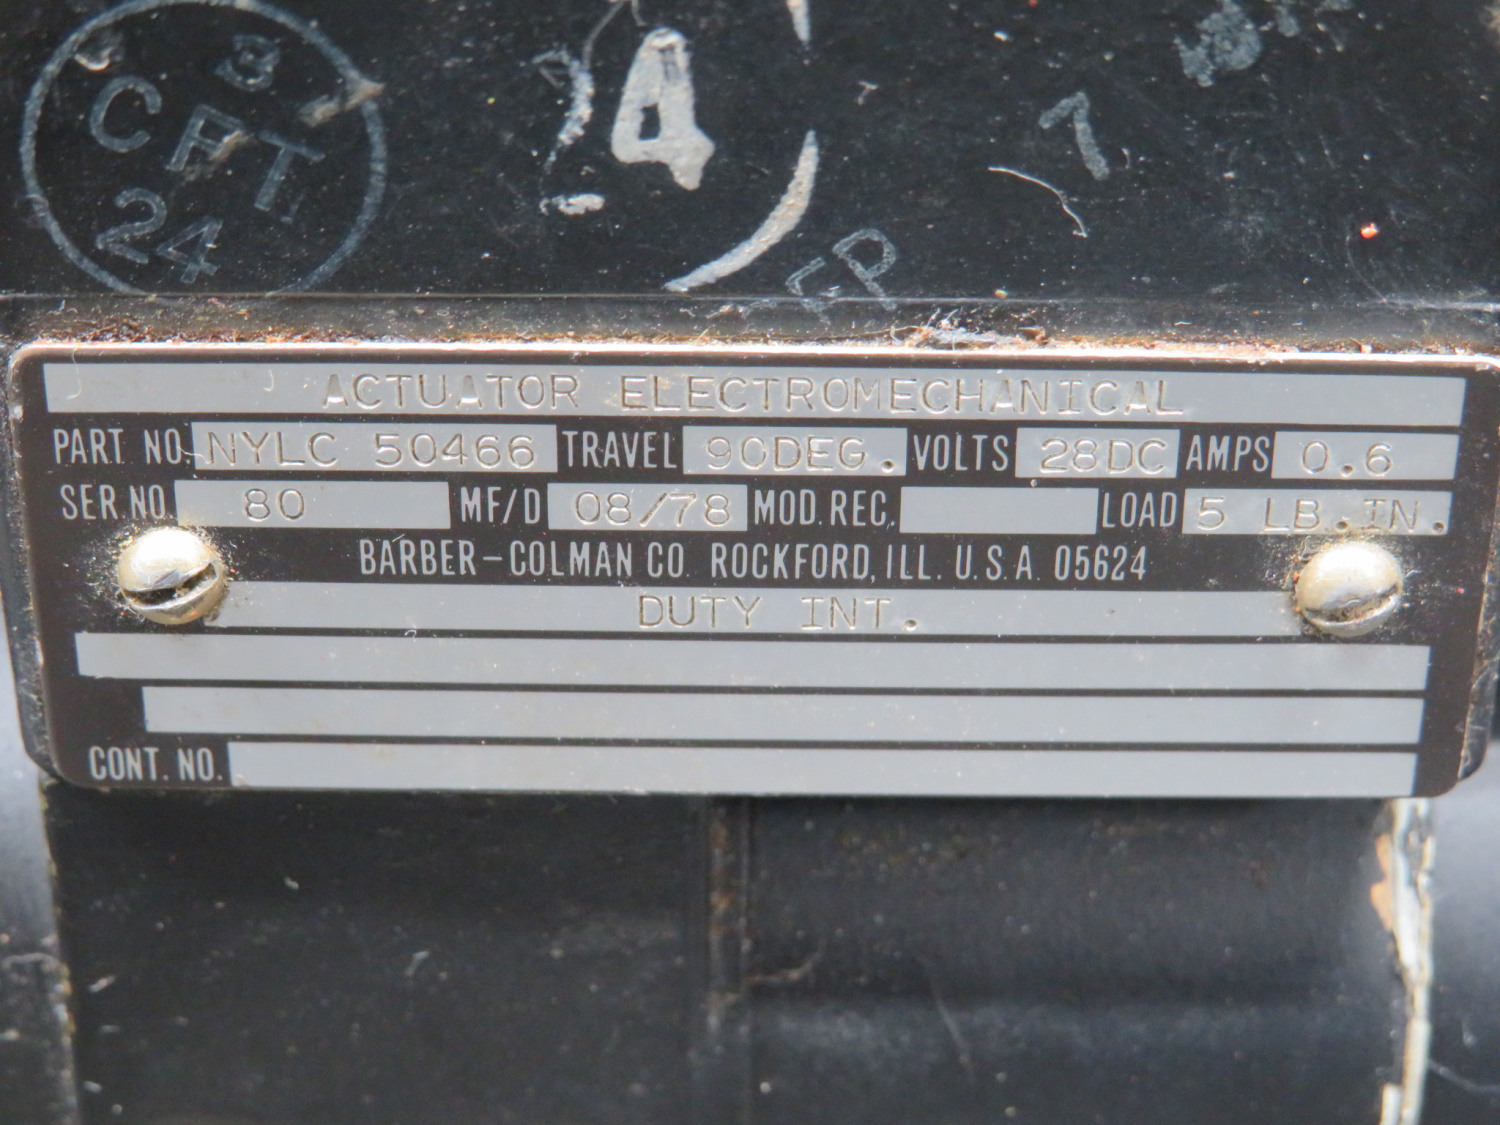 CFT
24
4
7
ACTUATOR ELECTROMECHANICAL
PART NO. NYLC 50466 TRAVEL 90DEG. VOLTS 28DC AMPS 0.6
SER. NO. 80 MF/D 08/78 MOD. REC. LOAD 5 LB. IN.
BARBER-COLMAN CO. ROCKFORD, ILL. U.S.A. 05624
DUTY INT.
CONT. NO.